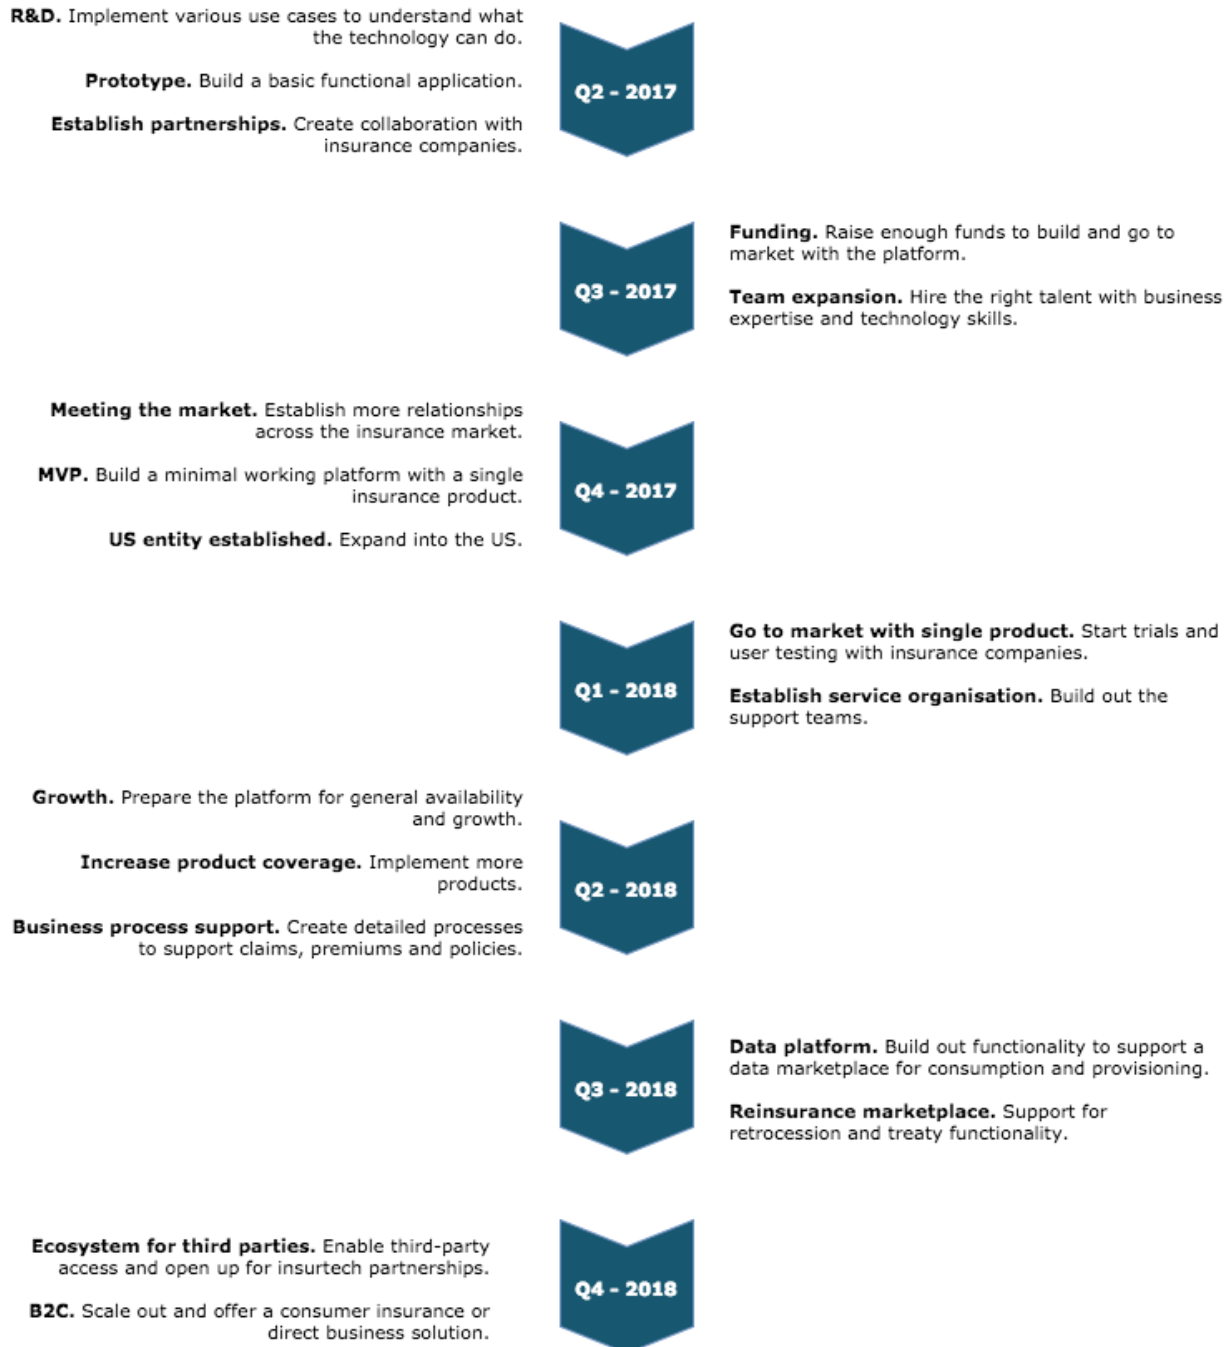 R&D. Implement various use cases to understand what
the technology can do.
Prototype. Build a basic functional application.
Establish partnerships. Create collaboration with
insurance companies.
Q2 - 2017
Q3 - 2017
Funding. Raise enough funds to build and go to
market with the platform.
Team expansion. Hire the right talent with business
expertise and technology skills.
Meeting the market. Establish more relationships
across the insurance market.
MVP. Build a minimal working platform with a single
insurance product.
US entity established. Expand into the US.
Q4 - 2017
Q1 - 2018
Go to market with single product. Start trials and
user testing with insurance companies.
Establish service organisation. Build out the
support teams.
Growth. Prepare the platform for general availability
and growth.
Increase product coverage. Implement more
products.
Business process support. Create detailed processes
to support claims, premiums and policies.
Q2 - 2018
Q3 - 2018
Data platform. Build out functionality to support a
data marketplace for consumption and provisioning.
Reinsurance marketplace. Support for
retrocession and treaty functionality.
Ecosystem for third parties. Enable third-party
access and open up for insurtech partnerships.
B2C. Scale out and offer a consumer insurance or
direct business solution.
Q4 - 2018